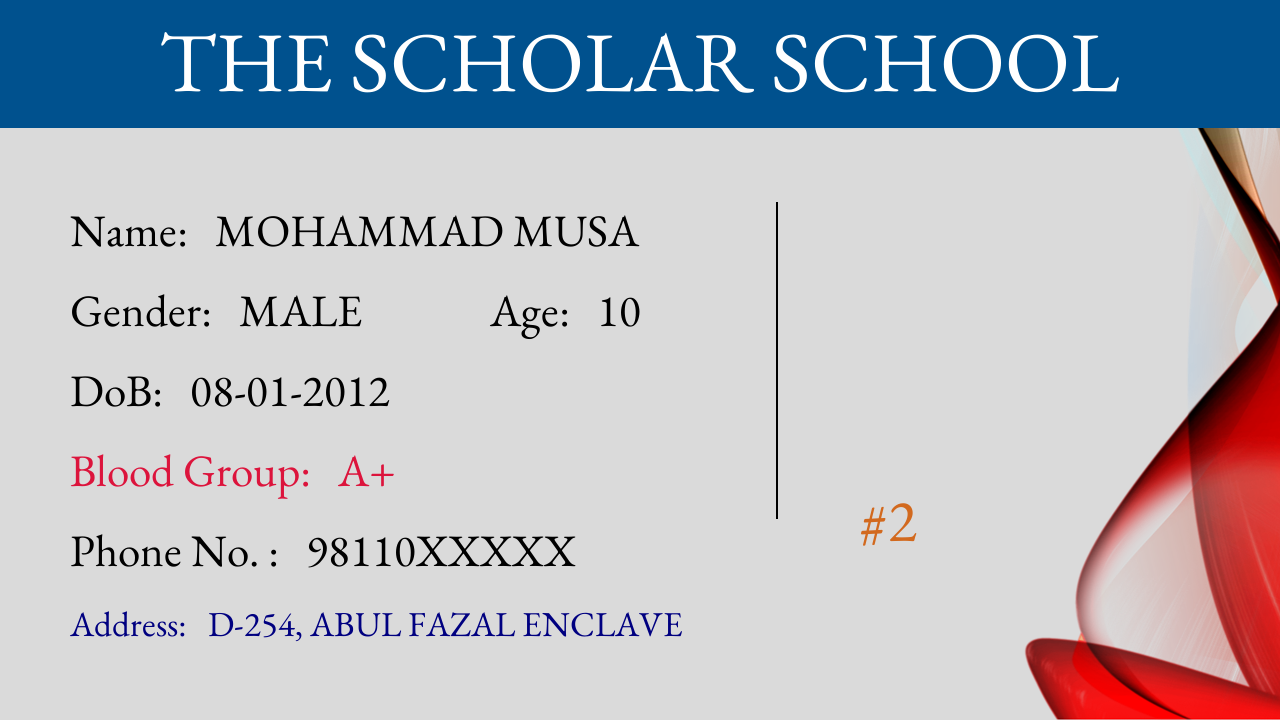 THE SCHOLAR SCHOOL
Name: MOHAMMAD MUSA
Gender: MALE Age: 10
DoB: 08-01-2012
Blood Group: A+
Phone No. : 98110XXXXX
#2
Address: D-254, ABUL FAZAL ENCLAVE